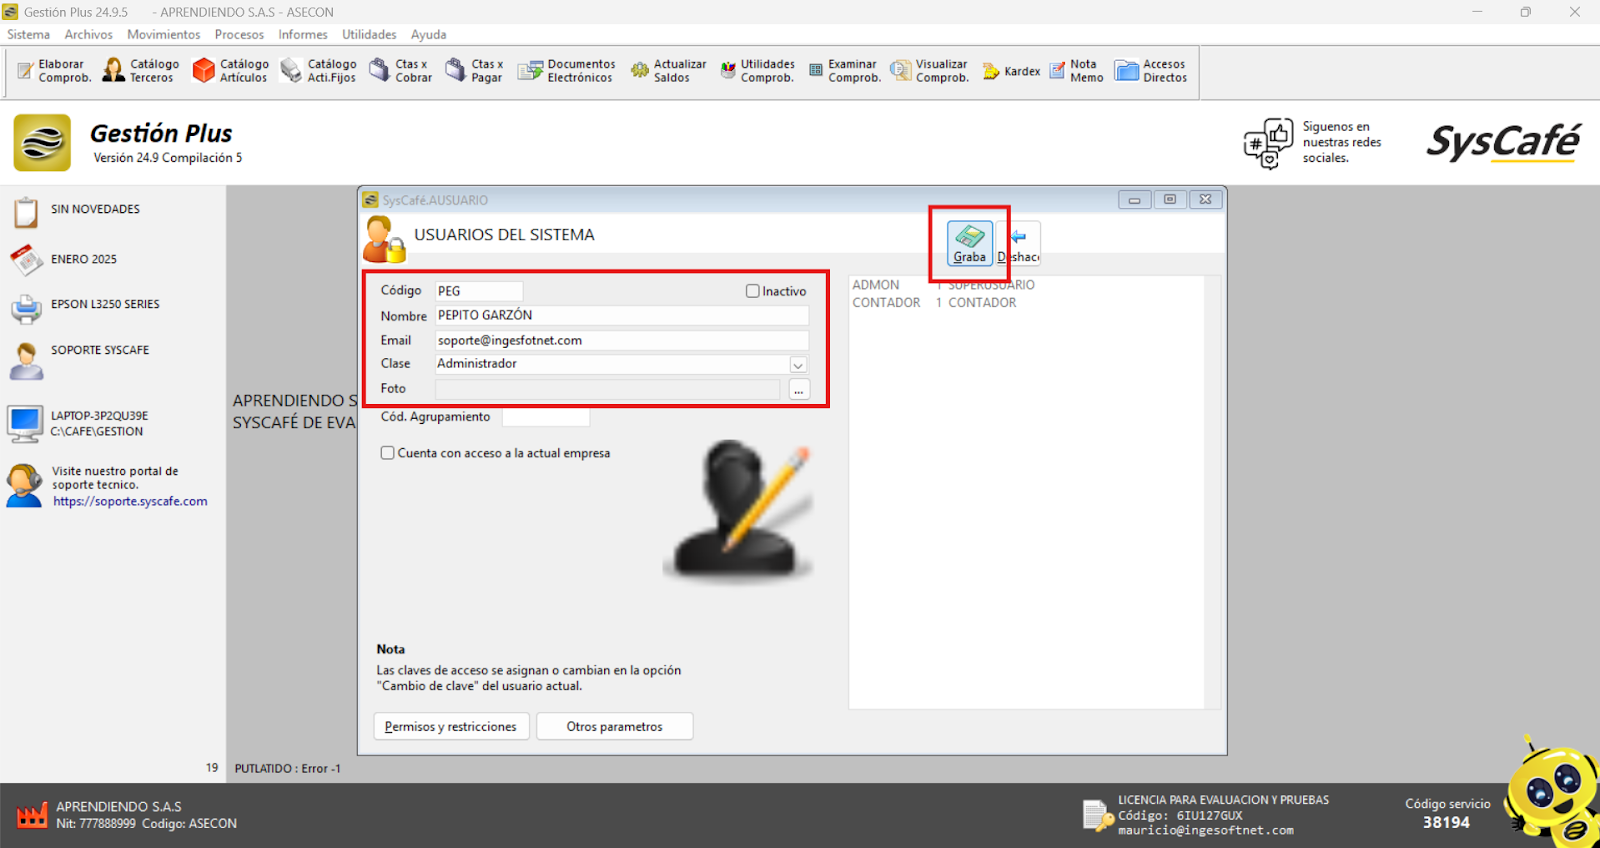 Gestión Plus 24.9.5 - APRENDIENDO S.A.S - ASECON
Sistema Archivos Movimientos Procesos Informes Utilidades Ayuda
Elaborar Comprob.
Catálogo Terceros
Catálogo Artículos
Catálogo Acti.Fijos
Ctas x Cobrar
Ctas x Pagar
Documentos Electrónicos
Actualizar Saldos
Utilidades Comprob.
Examinar Comprob.
Visualizar Comprob.
Kardex
Nota Memo
Accesos Directos
Gestión Plus
Versión 24.9 Compilación 5
Siguenos en
nuestras redes
sociales.
SysCafé
SIN NOVEDADES
ENERO 2025
EPSON L3250 SERIES
SOPORTE SYSCAFE
LAPTOP-3P2QU39E
C:\CAFE\GESTION
Visite nuestro portal de
soporte tecnico.
https://soporte.syscafe.com
APRENDIENDO S
SYSCAFÉ DE EVA
SysCafé.AUSUARIO
USUARIOS DEL SISTEMA
Graba
Deshace
Código PEG
Inactivo
Nombre PEPITO GARZÓN
Email soporte@ingesfotnet.com
Clase Administrador
Foto ...
Cód. Agrupamiento
Cuenta con acceso a la actual empresa
ADMON 1 SUPERUSUARIO
CONTADOR 1 CONTADOR
Nota
Las claves de acceso se asignan o cambian en la opción
"Cambio de clave" del usuario actual.
Permisos y restricciones
Otros parametros
19
PUTLATIDO : Error -1
APRENDIENDO S.A.S
Nit: 777888999 Codigo: ASECON
LICENCIA PARA EVALUACION Y PRUEBAS
Código: 6IU127GUX
mauricio@ingesoftnet.com
Código servicio
38194